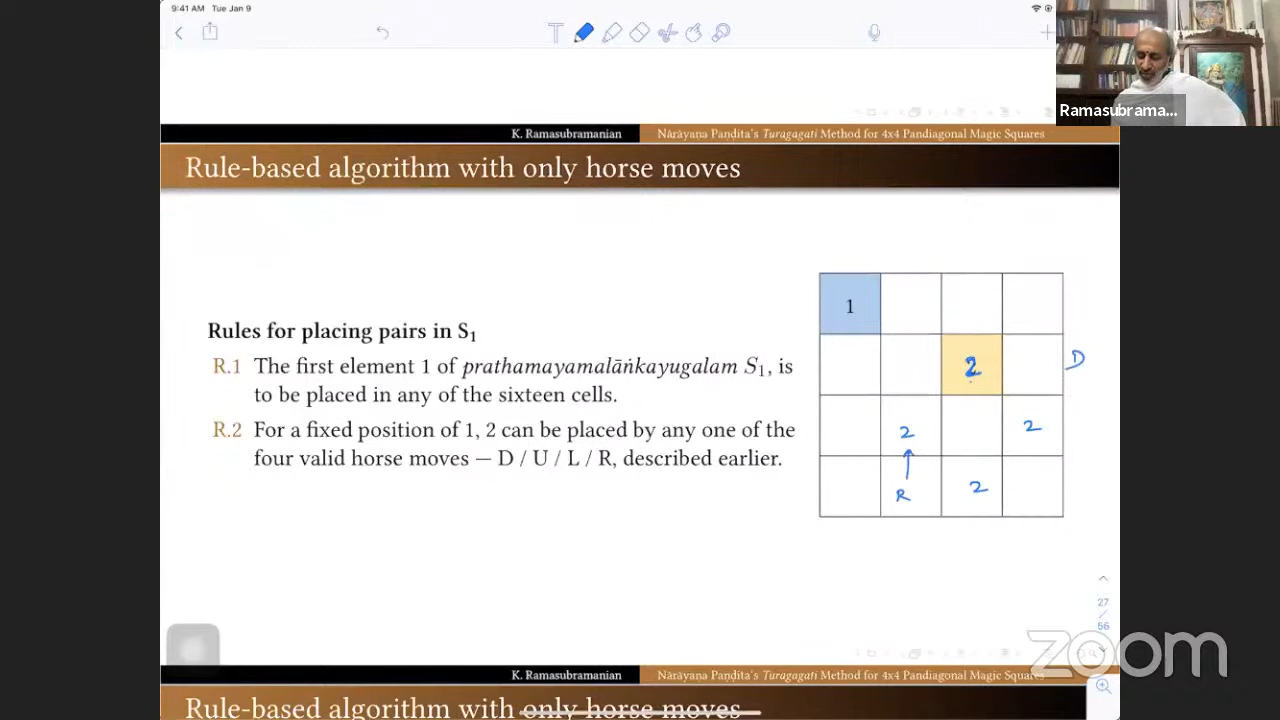 9:41 AM Tue Jan 9
Ramasubrama...
K. Ramasubramanian Nārāyaṇa Paṇḍita's Turagagati Method for 4x4 Pandiagonal Magic Squares
Rule-based algorithm with only horse moves
Rules for placing pairs in S₁
R.1 The first element 1 of prathamayamalāṅkayugalam S₁, is
to be placed in any of the sixteen cells.
R.2 For a fixed position of 1, 2 can be placed by any one of the
four valid horse moves — D / U / L / R, described earlier.
1
2 D
2 2
R 2
27
/
56
zoom
K. Ramasubramanian Nārāyaṇa Paṇḍita's Turagagati Method for 4x4 Pandiagonal Magic Squares
Rule-based algorithm with only horse moves